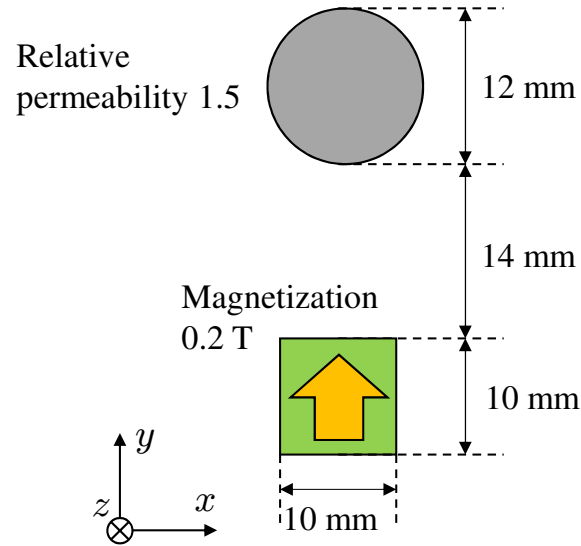 Relative
permeability 1.5
12 mm
14 mm
Magnetization
0.2 T
10 mm
y
z
x
10 mm